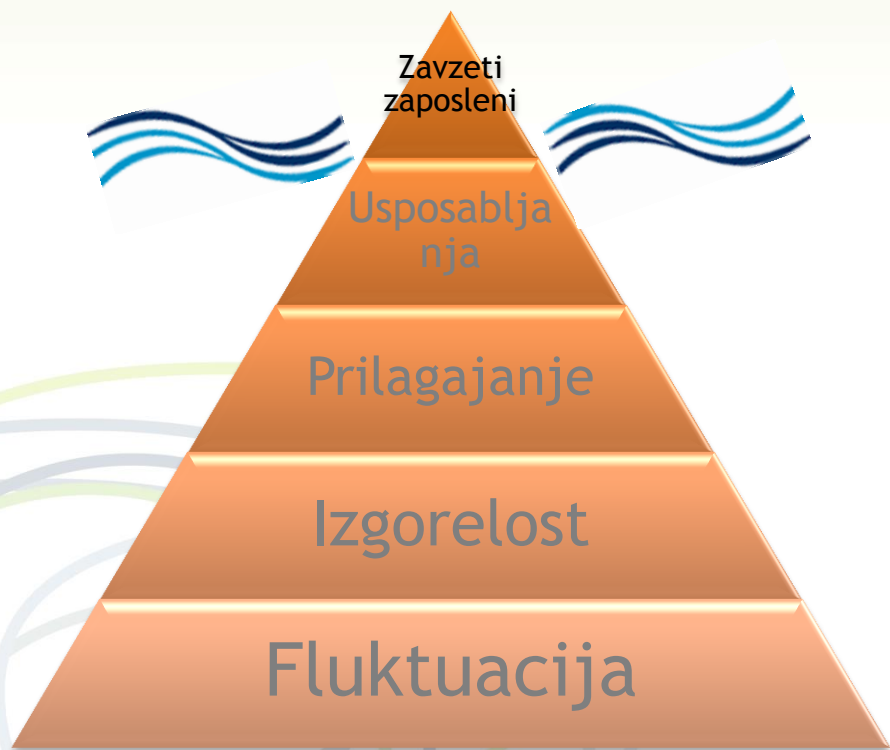 Zavzeti
zaposleni
Usposablja
nja
Prilagajanje
Izgorelost
Fluktuacija